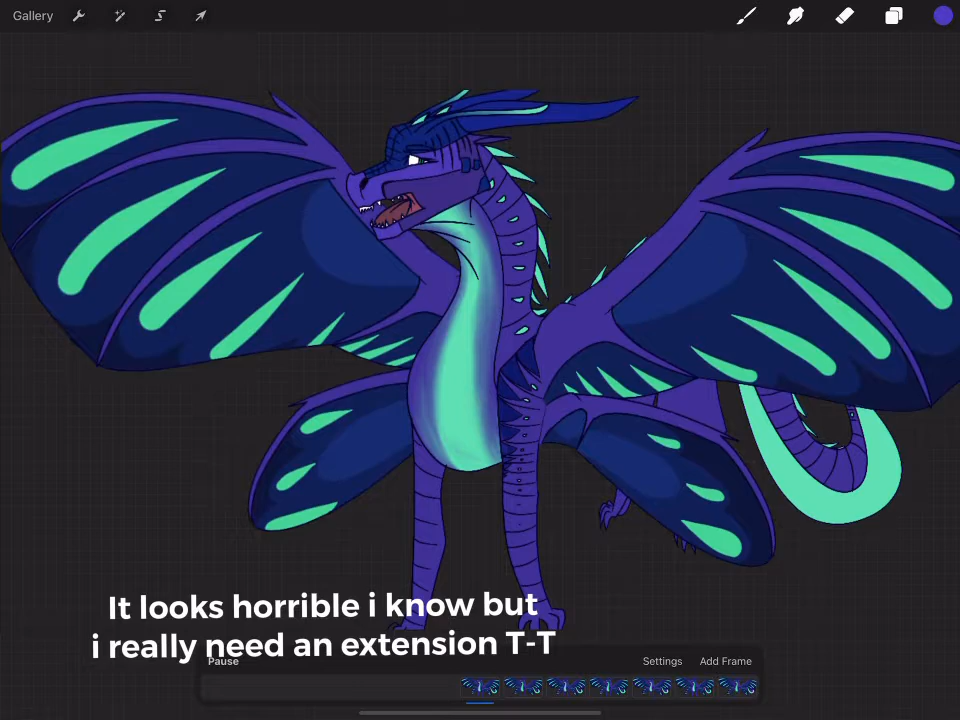 Gallery
It looks horrible i know but
i really need an extension T-T
Pause
Settings
Add Frame